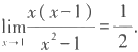 lim_{x→1} x(x−1)/(x²−1) = 1/2.